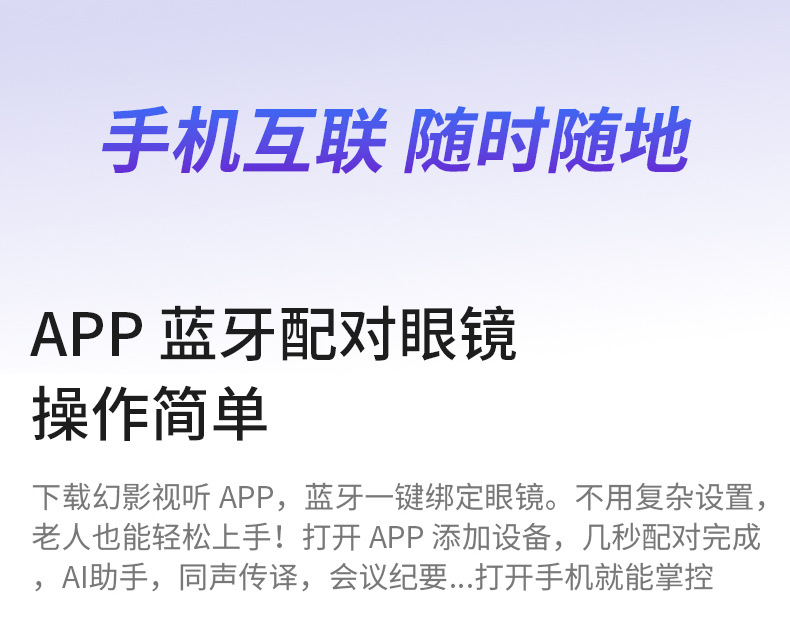 手机互联 随时随地
APP 蓝牙配对眼镜
操作简单
下载幻影视听 APP，蓝牙一键绑定眼镜。不用复杂设置，
老人也能轻松上手！打开 APP 添加设备，几秒配对完成
，AI助手，同声传译，会议纪要...打开手机就能掌控